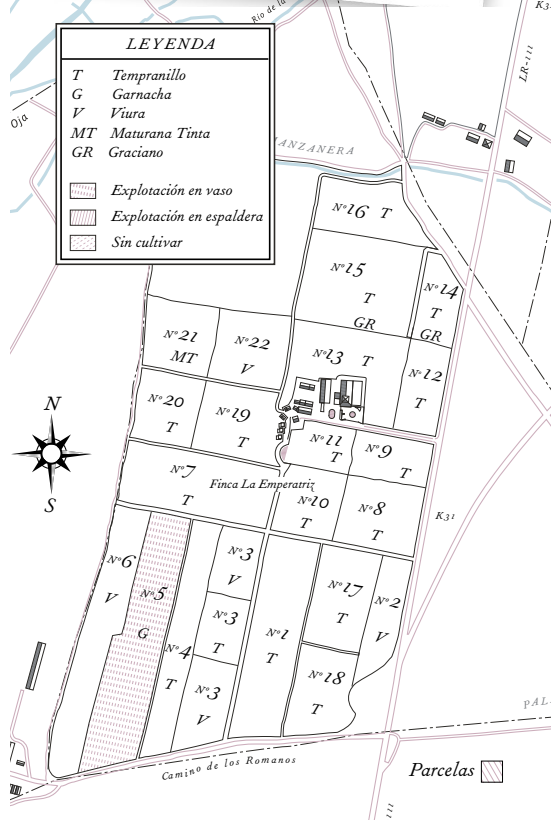 K31
Río de la
LEYENDA
T Tempranillo
G Garnacha
V Viura
MT Maturana Tinta
GR Graciano
Explotación en vaso
Explotación en espaldera
Sin cultivar
Oja
LR-111
ANZANERA
Nº16 T
Nº15
T
GR
Nº14
T
GR
Nº21
MT
Nº22
V
Nº13 T
Nº12
T
Nº20
T
Nº19
T
Nº11
T
Nº9
T
N
S
Nº7
T
Finca La Emperatriz
Nº10
T
Nº8
T
K31
Nº6
V
Nº5
G
Nº4
T
Nº3
V
Nº3
T
Nº3
V
Nº1
T
Nº17
T
Nº2
V
Nº18
T
PAL
Camino de los Romanos
Parcelas